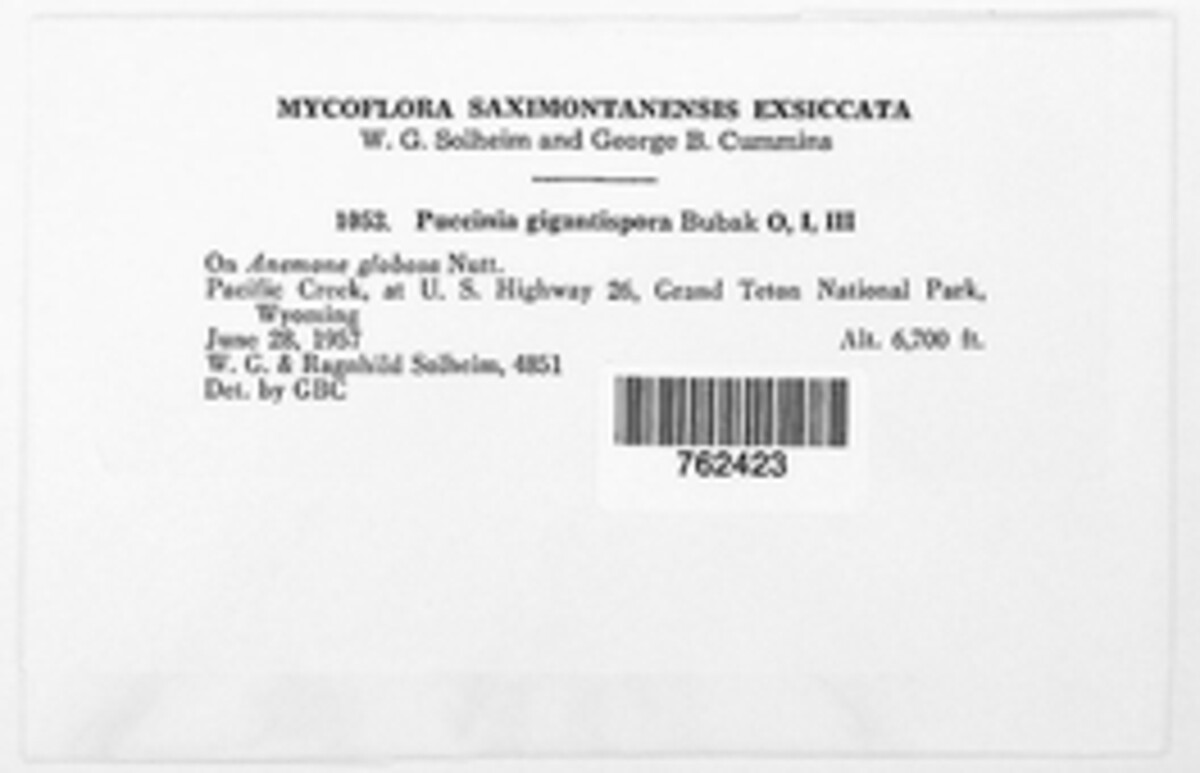 MYCOFLORA SAXIMONTANENSIS EXSICCATA
W. G. Solheim and George B. Cummins
1053. Puccinia gigantispora Bubak O, I, III
On Anemone globosa Nutt.
Pacific Creek, at U. S. Highway 26, Grand Teton National Park,
Wyoming
June 28, 1957 Alt. 6,700 ft.
W. G. & Ragnhild Solheim, 4851
Det. by GBC
762423